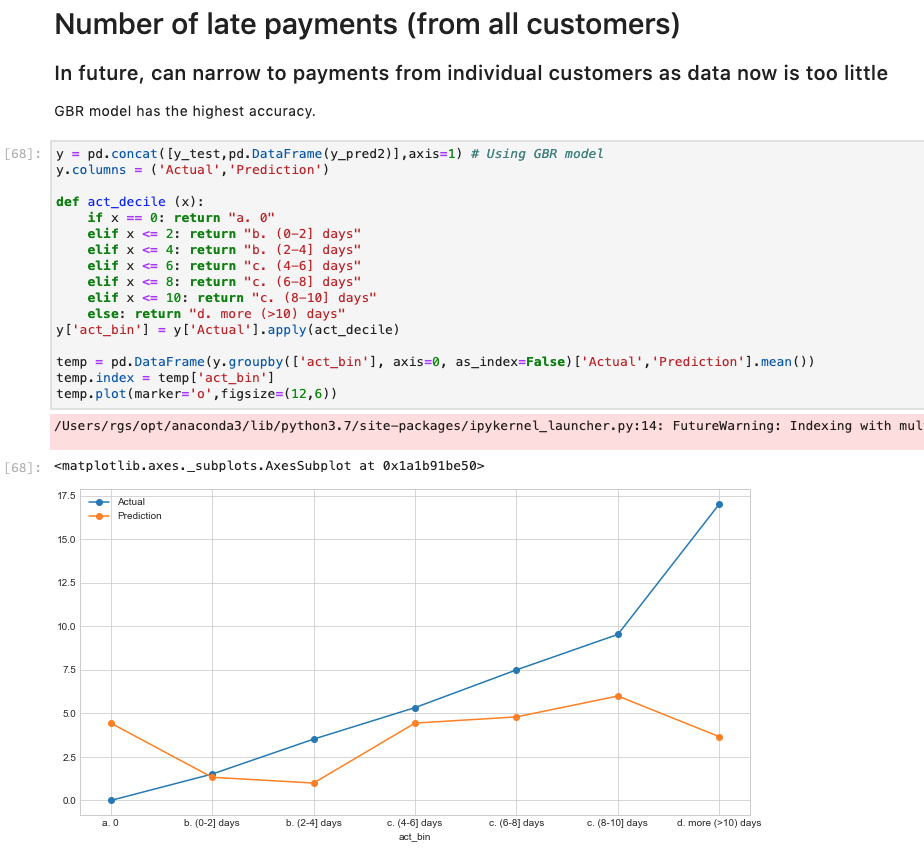 Number of late payments (from all customers)
In future, can narrow to payments from individual customers as data now is too little
GBR model has the highest accuracy.
[68]:
y = pd.concat([y_test,pd.DataFrame(y_pred2)],axis=1) # Using GBR model
y.columns = ('Actual','Prediction')
def act_decile (x):
    if x == 0: return "a. 0"
    elif x <= 2: return "b. (0-2] days"
    elif x <= 4: return "b. (2-4] days"
    elif x <= 6: return "c. (4-6] days"
    elif x <= 8: return "c. (6-8] days"
    elif x <= 10: return "c. (8-10] days"
    else: return "d. more (>10) days"
y['act_bin'] = y['Actual'].apply(act_decile)
temp = pd.DataFrame(y.groupby(['act_bin'], axis=0, as_index=False)['Actual','Prediction'].mean())
temp.index = temp['act_bin']
temp.plot(marker='o',figsize=(12,6))
/Users/rgs/opt/anaconda3/lib/python3.7/site-packages/ipykernel_launcher.py:14: FutureWarning: Indexing with mul
[68]:
<matplotlib.axes._subplots.AxesSubplot at 0x1a1b91be50>
Actual
Prediction
17.5
15.0
12.5
10.0
7.5
5.0
2.5
0.0
a. 0 b. (0-2] days b. (2-4] days c. (4-6] days c. (6-8] days c. (8-10] days d. more (>10) days
act_bin